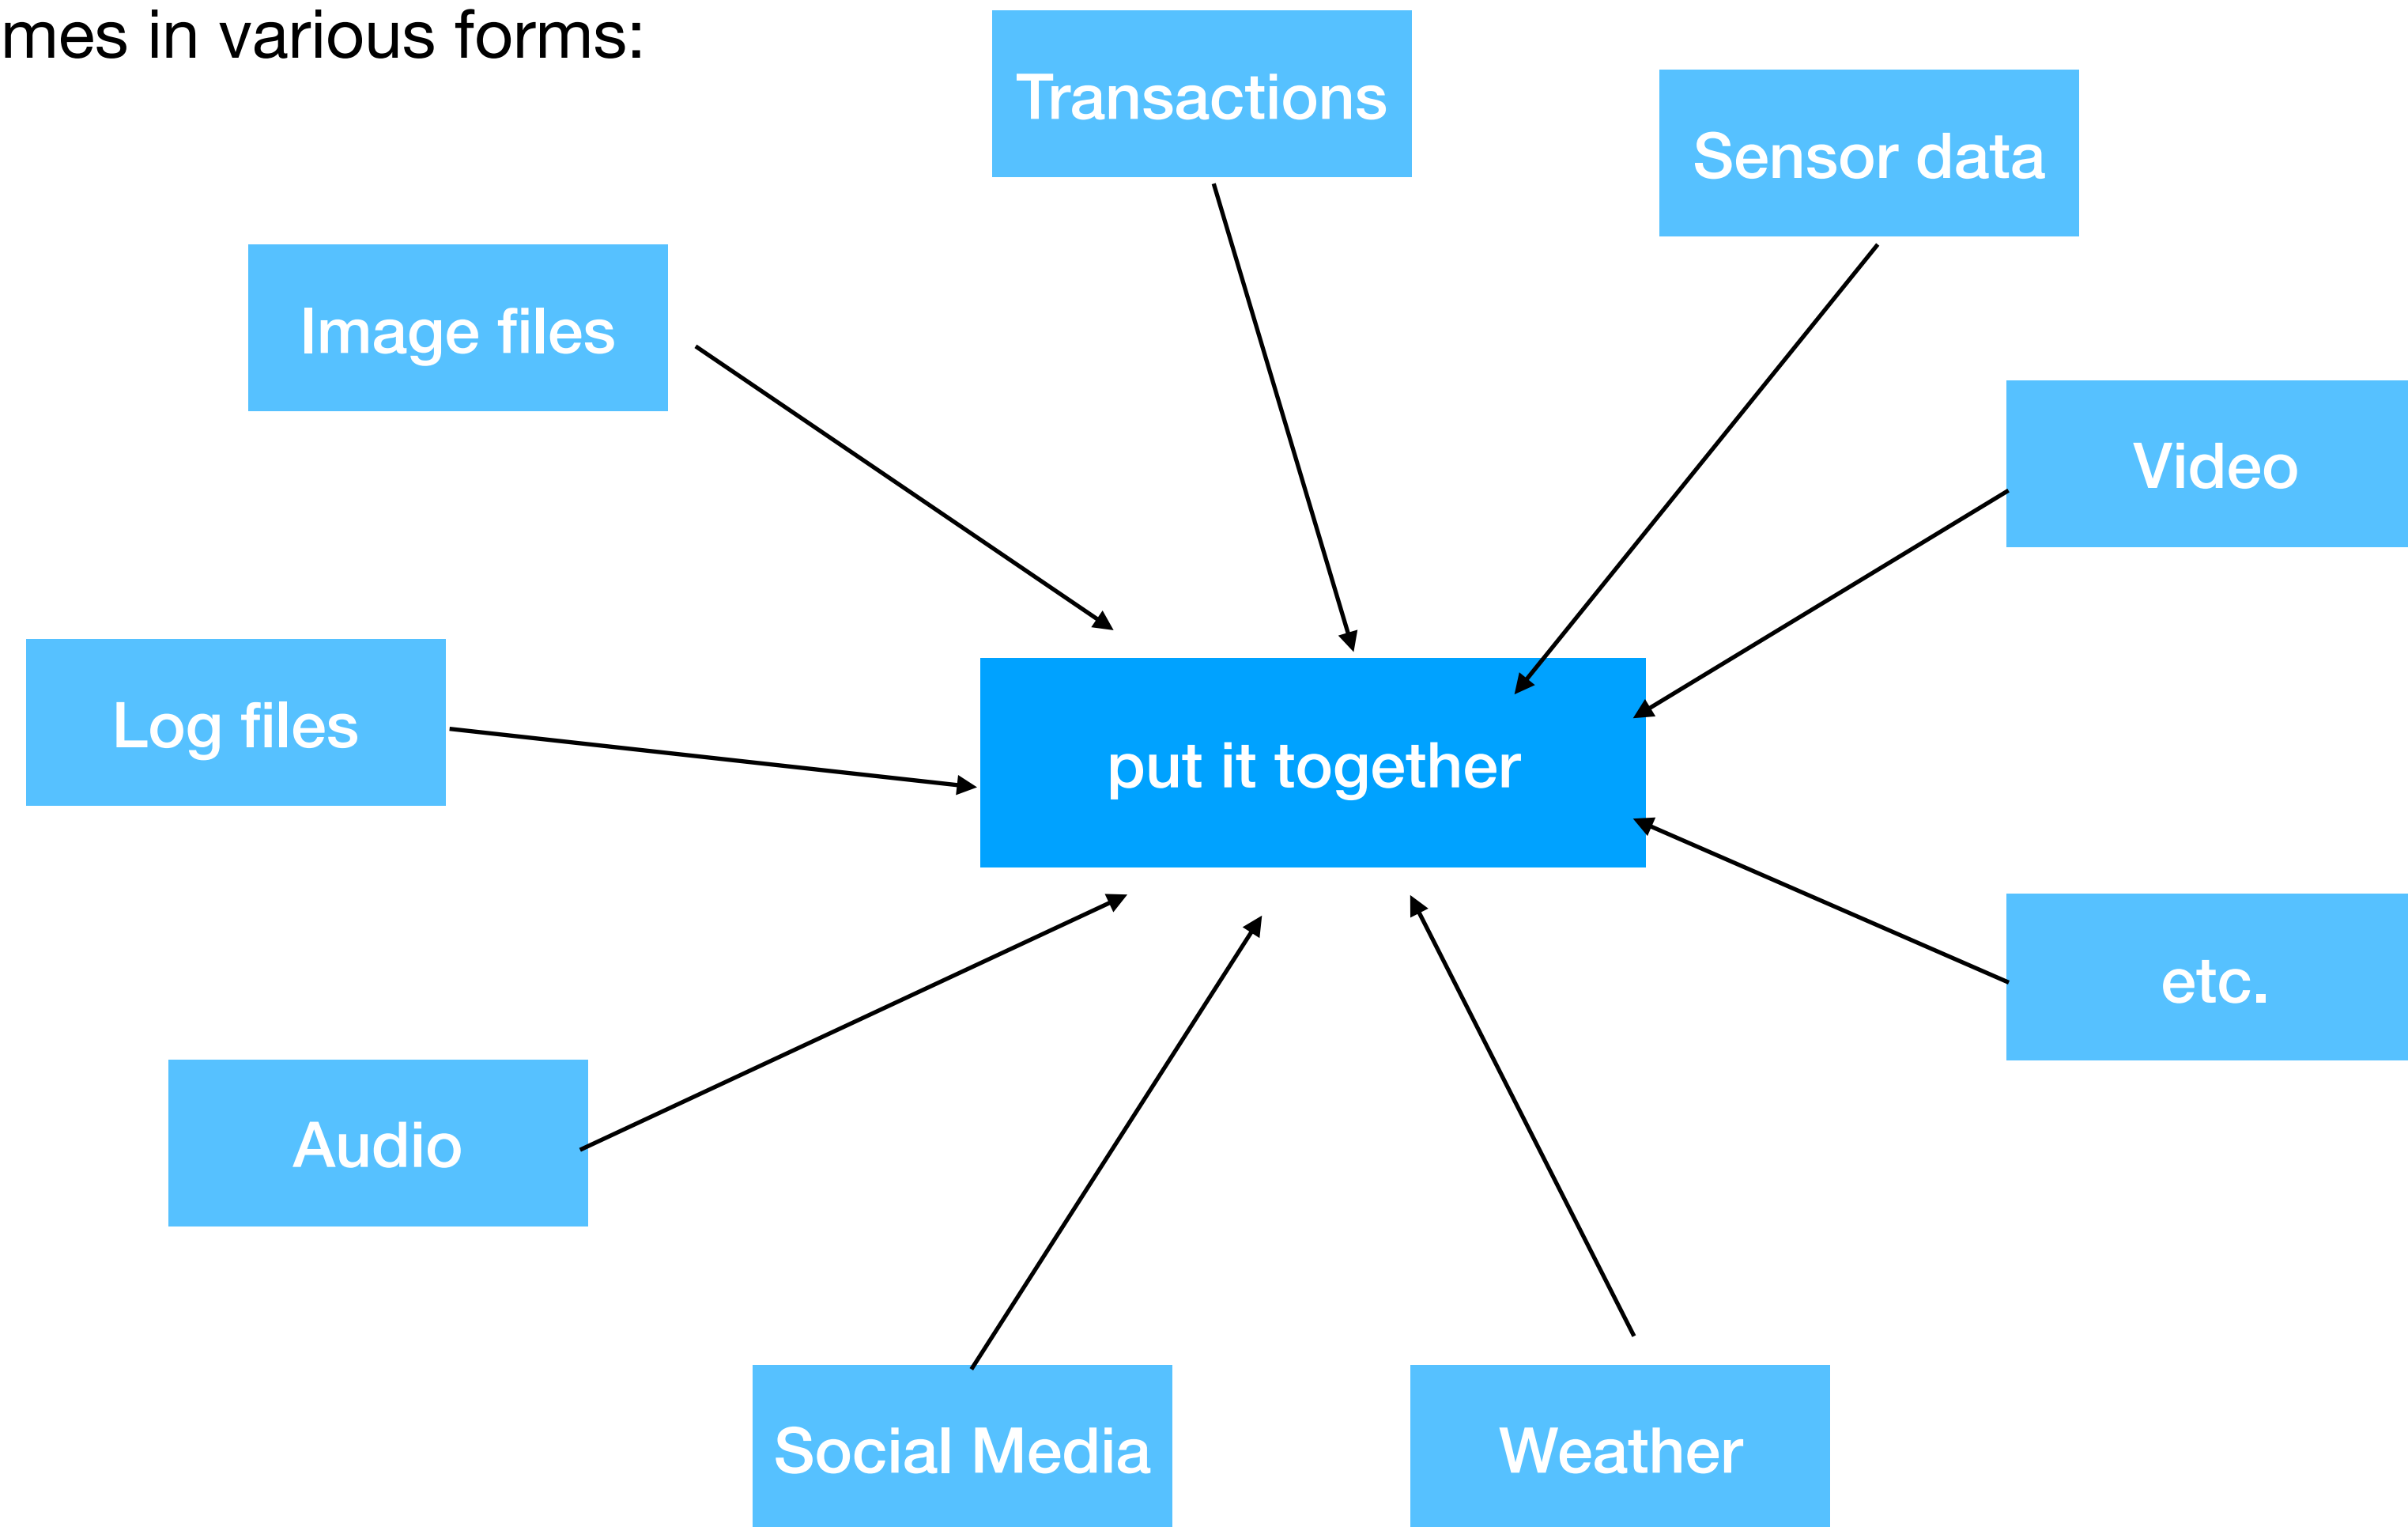 mes in various forms:
Transactions
Sensor data
Image files
Video
Log files
put it together
etc.
Audio
Social Media
Weather